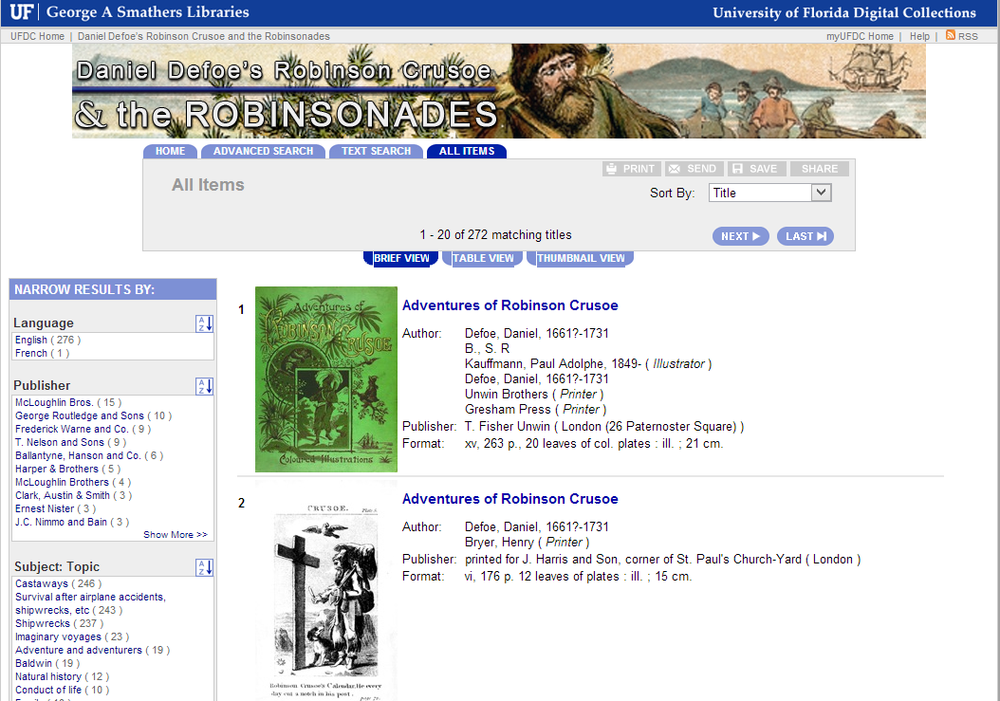 UF George A Smathers Libraries
University of Florida Digital Collections
UFDC Home | Daniel Defoe's Robinson Crusoe and the Robinsonades
myUFDC Home | Help | RSS
Daniel Defoe's Robinson Crusoe
& the ROBINSONADES
HOME ADVANCED SEARCH TEXT SEARCH ALL ITEMS
PRINT SEND SAVE SHARE
All Items
Sort By: Title
1 - 20 of 272 matching titles
NEXT LAST
BRIEF VIEW TABLE VIEW THUMBNAIL VIEW
NARROW RESULTS BY:
Language
A Z
English ( 276 )
French ( 1 )
Publisher
A Z
McLoughlin Bros. ( 15 )
George Routledge and Sons ( 10 )
Frederick Warne and Co. ( 9 )
T. Nelson and Sons ( 9 )
Ballantyne, Hanson and Co. ( 6 )
Harper & Brothers ( 5 )
McLoughlin Brothers ( 4 )
Clark, Austin & Smith ( 3 )
Ernest Nister ( 3 )
J.C. Nimmo and Bain ( 3 )
Show More >>
Subject: Topic
A Z
Castaways ( 246 )
Survival after airplane accidents,
shipwrecks, etc ( 243 )
Shipwrecks ( 237 )
Imaginary voyages ( 23 )
Adventure and adventurers ( 19 )
Baldwin ( 19 )
Natural history ( 12 )
Conduct of life ( 10 )
1
Adventures of
ROBINSON CRUSOE
Coloured Illustrations
Adventures of Robinson Crusoe
Author: Defoe, Daniel, 1661?-1731
B., S. R
Kauffmann, Paul Adolphe, 1849- ( Illustrator )
Defoe, Daniel, 1661?-1731
Unwin Brothers ( Printer )
Gresham Press ( Printer )
Publisher: T. Fisher Unwin ( London (26 Paternoster Square) )
Format: xv, 263 p., 20 leaves of col. plates : ill. ; 21 cm.
2
CRUSOE.
Robinson Crusoe's Calendar. He every
day cut a notch in his post.
Adventures of Robinson Crusoe
Author: Defoe, Daniel, 1661?-1731
Bryer, Henry ( Printer )
Publisher: printed for J. Harris and Son, corner of St. Paul's Church-Yard ( London )
Format: vi, 176 p. 12 leaves of plates : ill. ; 15 cm.